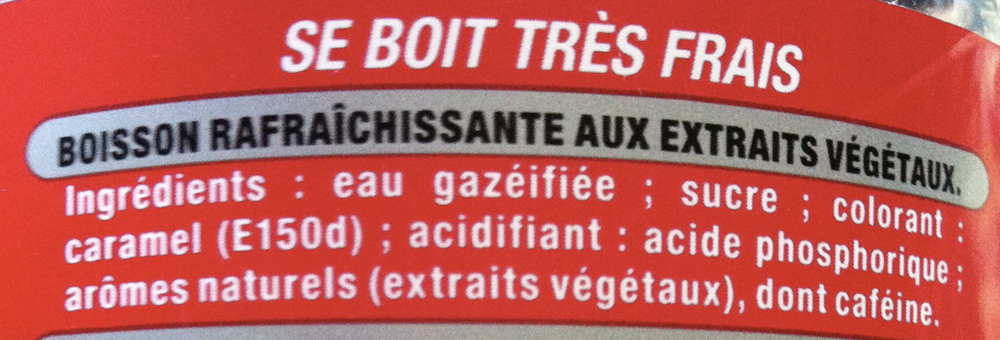 SE BOIT TRÈS FRAIS
BOISSON RAFRAÎCHISSANTE AUX EXTRAITS VÉGÉTAUX.
Ingrédients : eau gazéifiée ; sucre ; colorant :
caramel (E150d) ; acidifiant : acide phosphorique ;
arômes naturels (extraits végétaux), dont caféine.